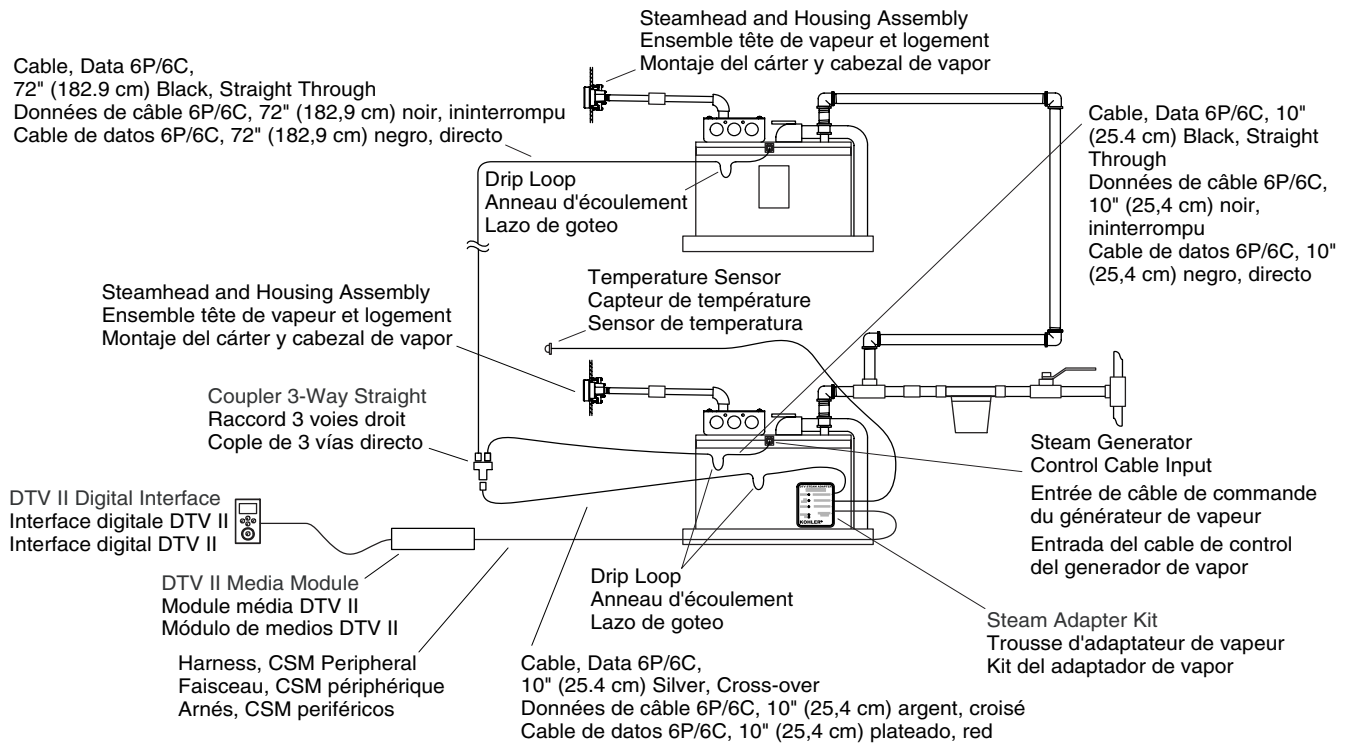 Steamhead and Housing Assembly
Ensemble tête de vapeur et logement
Montaje del cárter y cabezal de vapor
Cable, Data 6P/6C,
72" (182.9 cm) Black, Straight Through
Données de câble 6P/6C, 72" (182,9 cm) noir, ininterrompu
Cable de datos 6P/6C, 72" (182,9 cm) negro, directo
Cable, Data 6P/6C, 10"
(25.4 cm) Black, Straight
Through
Données de câble 6P/6C,
10" (25,4 cm) noir,
ininterrompu
Cable de datos 6P/6C, 10"
(25,4 cm) negro, directo
Drip Loop
Anneau d'écoulement
Lazo de goteo
Temperature Sensor
Capteur de température
Sensor de temperatura
Steamhead and Housing Assembly
Ensemble tête de vapeur et logement
Montaje del cárter y cabezal de vapor
Coupler 3-Way Straight
Raccord 3 voies droit
Cople de 3 vías directo
Steam Generator
Control Cable Input
Entrée de câble de commande
du générateur de vapeur
Entrada del cable de control
del generador de vapor
DTV II Digital Interface
Interface digitale DTV II
Interface digital DTV II
KOHLER
DTV II Media Module
Module média DTV II
Módulo de medios DTV II
Drip Loop
Anneau d'écoulement
Lazo de goteo
Steam Adapter Kit
Trousse d'adaptateur de vapeur
Kit del adaptador de vapor
Harness, CSM Peripheral
Faisceau, CSM périphérique
Arnés, CSM periféricos
Cable, Data 6P/6C,
10" (25.4 cm) Silver, Cross-over
Données de câble 6P/6C, 10" (25,4 cm) argent, croisé
Cable de datos 6P/6C, 10" (25,4 cm) plateado, red